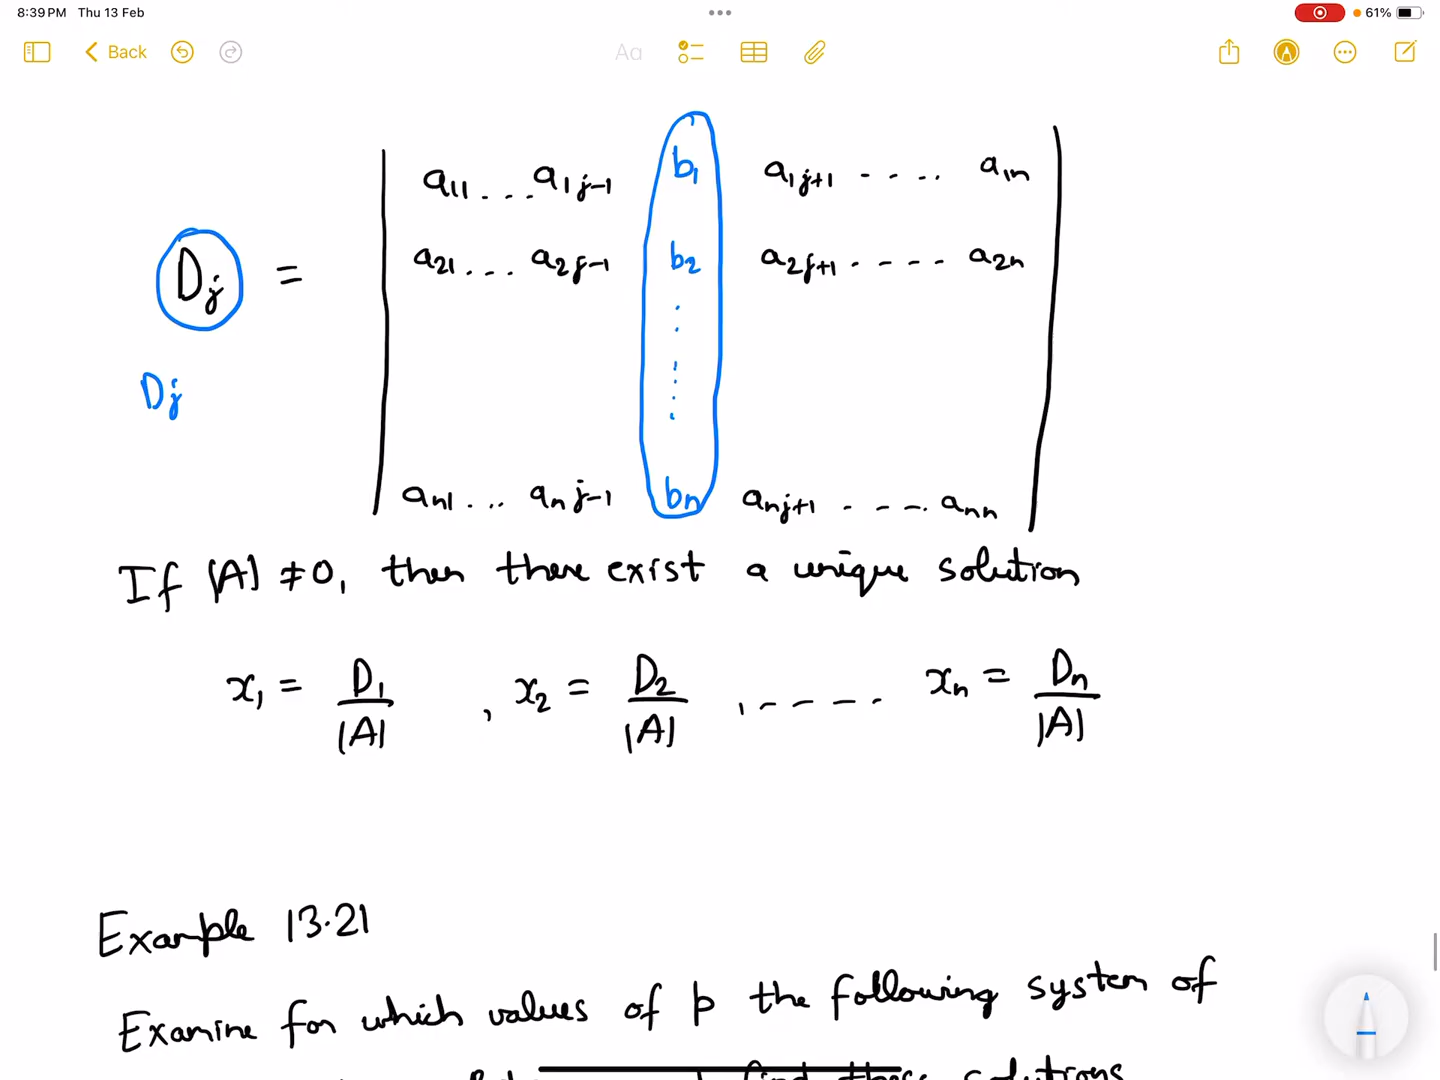 8:39 PM Thu 13 Feb
61%
Back
Aa
a11 ... a1j-1 b1 a1j+1 ..... a1n
Dj = a21 ... a2j-1 b2 a2j+1 ..... a2n
Dj
an1 ... anj-1 bn anj+1 ..... ann
If |A| ≠ 0, then there exist a unique solution
x1 = D1/|A| , x2 = D2/|A| , ----- xn = Dn/|A|
Example 13.21
Examine for which values of p the following system of
solutions